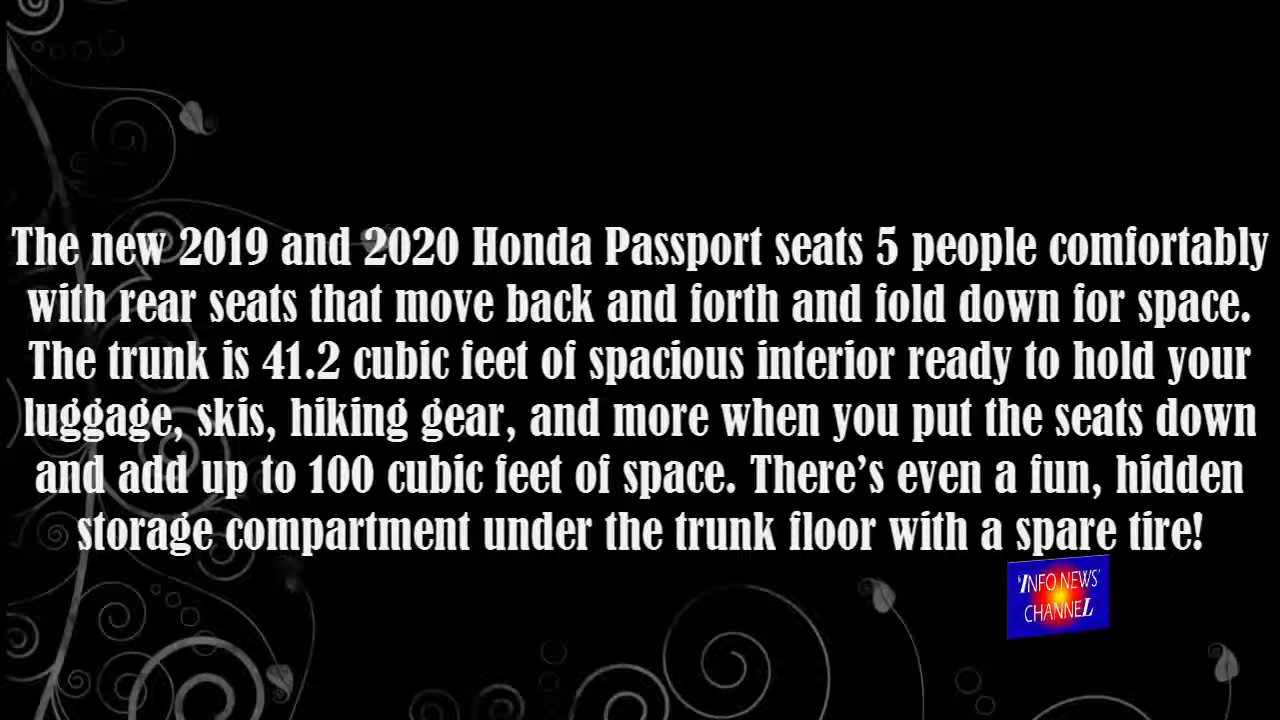 The new 2019 and 2020 Honda Passport seats 5 people comfortably
with rear seats that move back and forth and fold down for space.
The trunk is 41.2 cubic feet of spacious interior ready to hold your
luggage, skis, hiking gear, and more when you put the seats down
and add up to 100 cubic feet of space. There’s even a fun, hidden
storage compartment under the trunk floor with a spare tire!
‘INFO NEWS’
CHANNEL